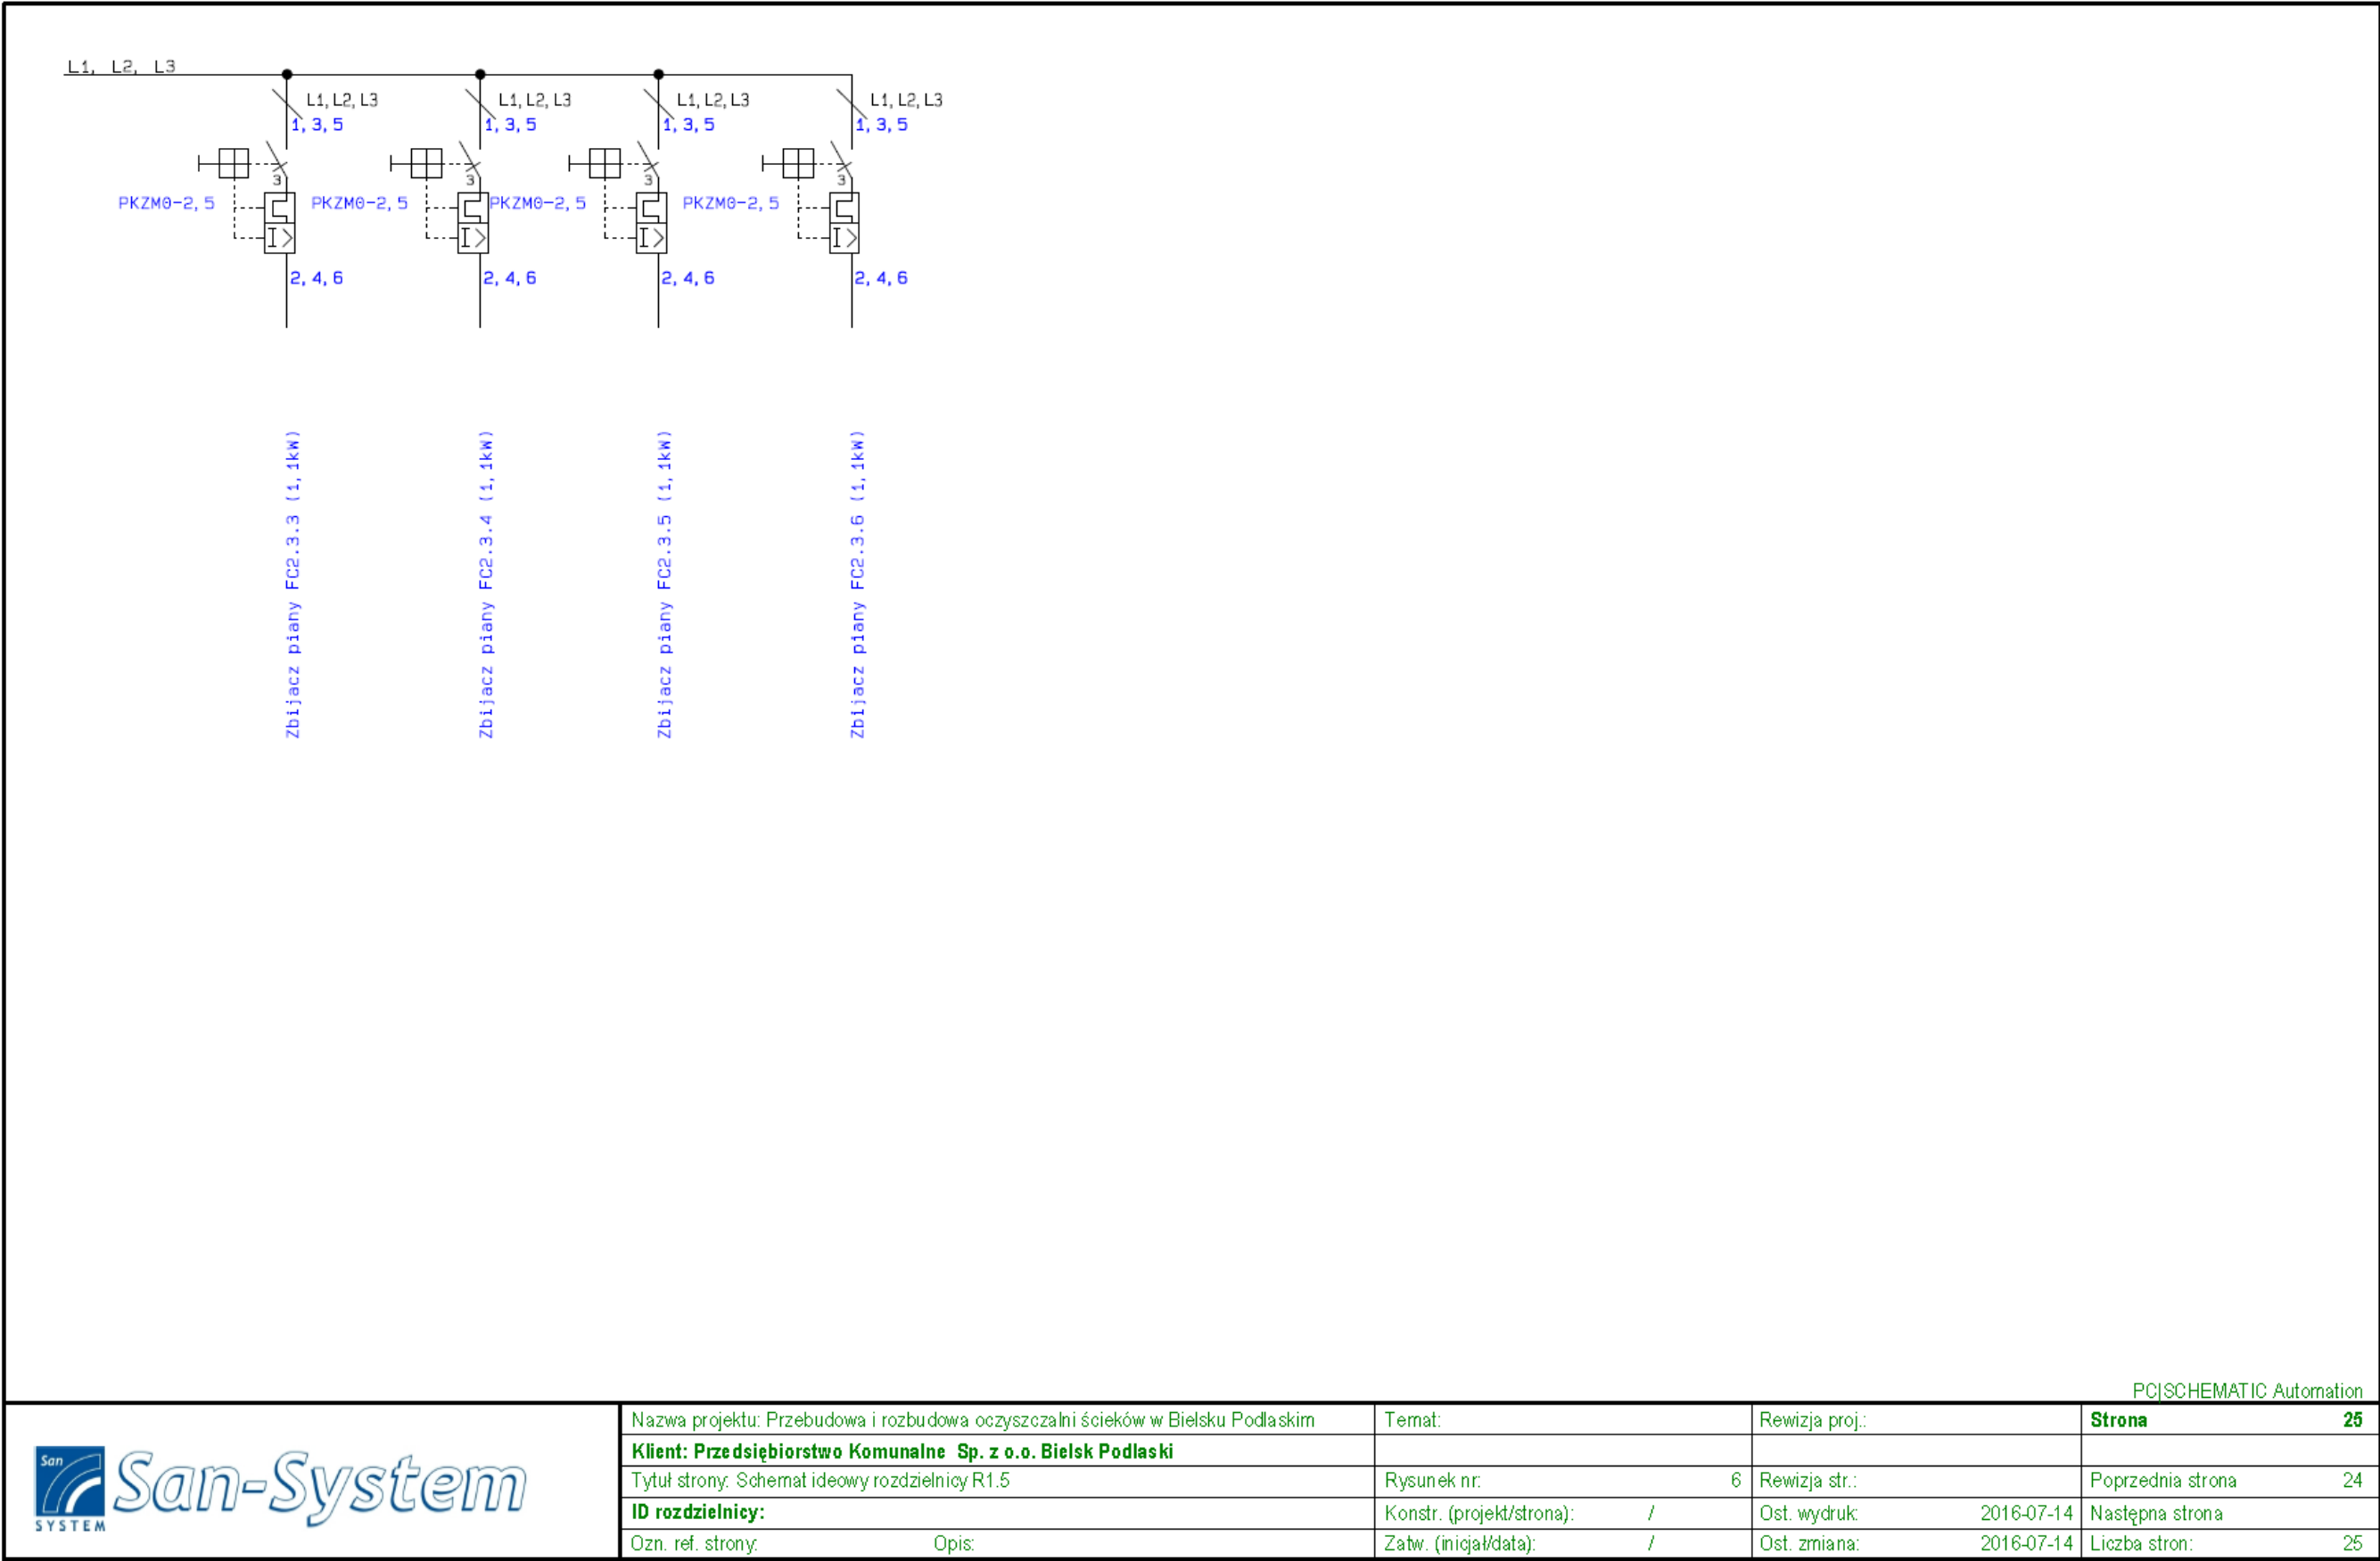 L1, L2, L3
L1, L2, L3
L1, L2, L3
L1, L2, L3
L1, L2, L3
1, 3, 5
1, 3, 5
1, 3, 5
1, 3, 5
3
3
3
3
PKZM0-2, 5
PKZM0-2, 5
PKZM0-2, 5
PKZM0-2, 5
I>
I>
I>
I>
2, 4, 6
2, 4, 6
2, 4, 6
2, 4, 6
Zbijacz piany FC2.3.3 (1, 1kW)
Zbijacz piany FC2.3.4 (1, 1kW)
Zbijacz piany FC2.3.5 (1, 1kW)
Zbijacz piany FC2.3.6 (1, 1kW)
PC|SCHEMATIC Automation
San
SYSTEM
San-System
Nazwa projektu: Przebudowa i rozbudowa oczyszczalni ścieków w Bielsku Podlaskim
Temat:
Rewizja proj.:
Strona 25
Klient: Przedsiębiorstwo Komunalne Sp. z o.o. Bielsk Podlaski
Tytuł strony: Schemat ideowy rozdzielnicy R1.5
Rysunek nr: 6
Rewizja str.:
Poprzednia strona 24
ID rozdzielnicy:
Konstr. (projekt/strona): /
Ost. wydruk: 2016-07-14
Następna strona
Ozn. ref. strony: Opis:
Zatw. (inicjał/data): /
Ost. zmiana: 2016-07-14
Liczba stron: 25